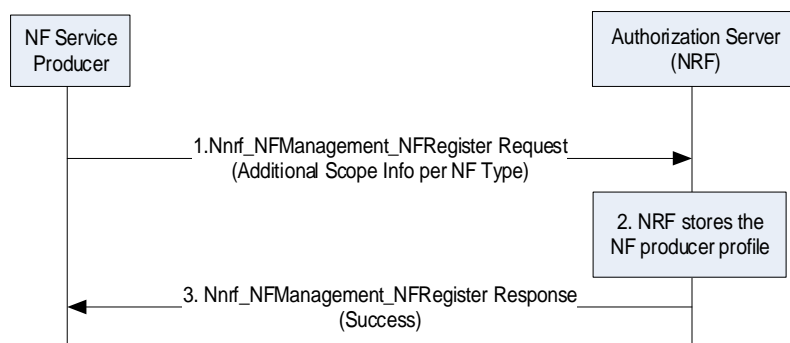 NF Service
Producer
Authorization Server
(NRF)
1.Nnrf_NFManagement_NFRegister Request
(Additional Scope Info per NF Type)
2. NRF stores the
NF producer profile
3. Nnrf_NFManagement_NFRegister Response
(Success)